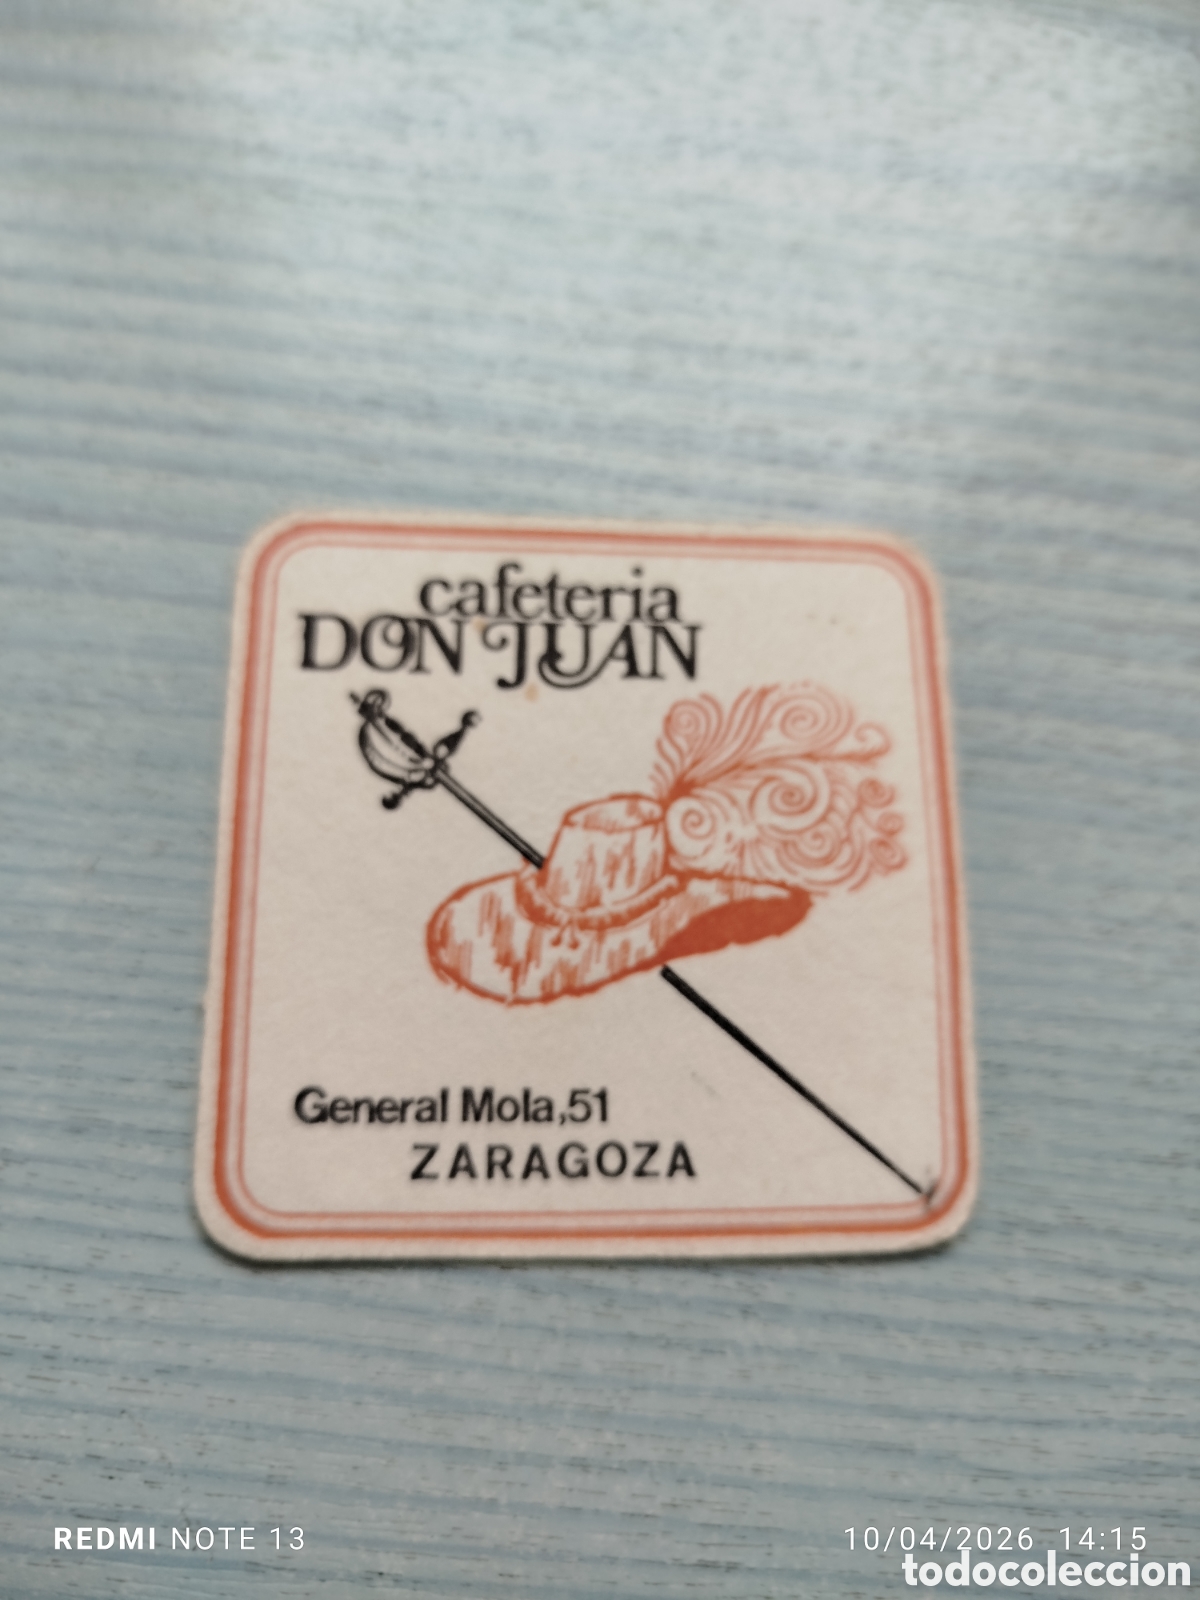 cafeteria
DON JUAN
General Mola,51
ZARAGOZA
REDMI NOTE 13
10/04/2026 14:15
todocoleccion